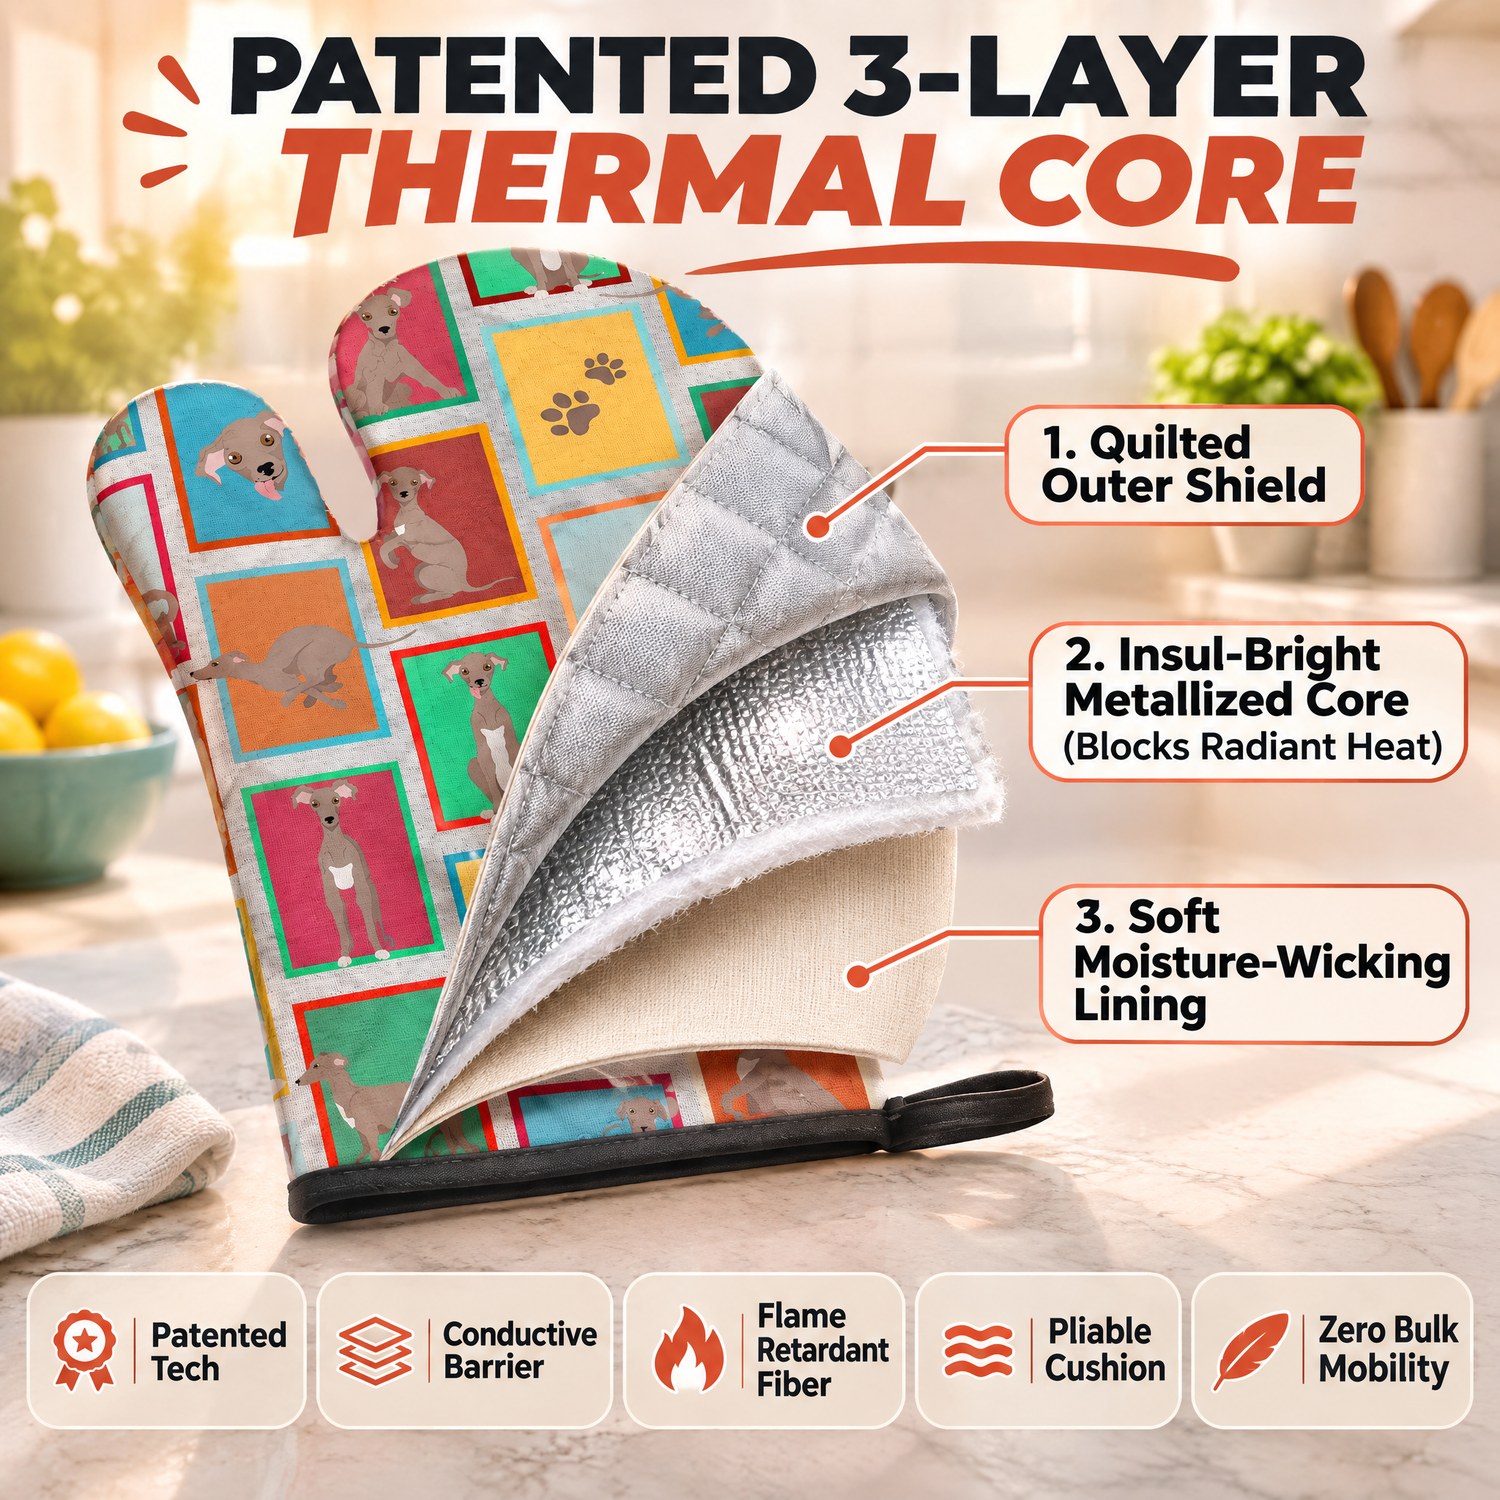 PATENTED 3-LAYER
THERMAL CORE
1. Quilted
Outer Shield
2. Insul-Bright
Metallized Core
(Blocks Radiant Heat)
3. Soft
Moisture-Wicking
Lining
Patented
Tech
Conductive
Barrier
Flame
Retardant
Fiber
Pliable
Cushion
Zero Bulk
Mobility